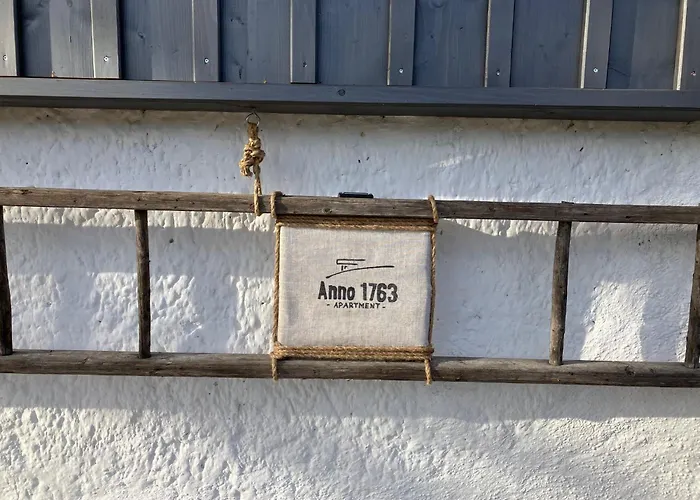 Anno 1763
- APARTMENT -